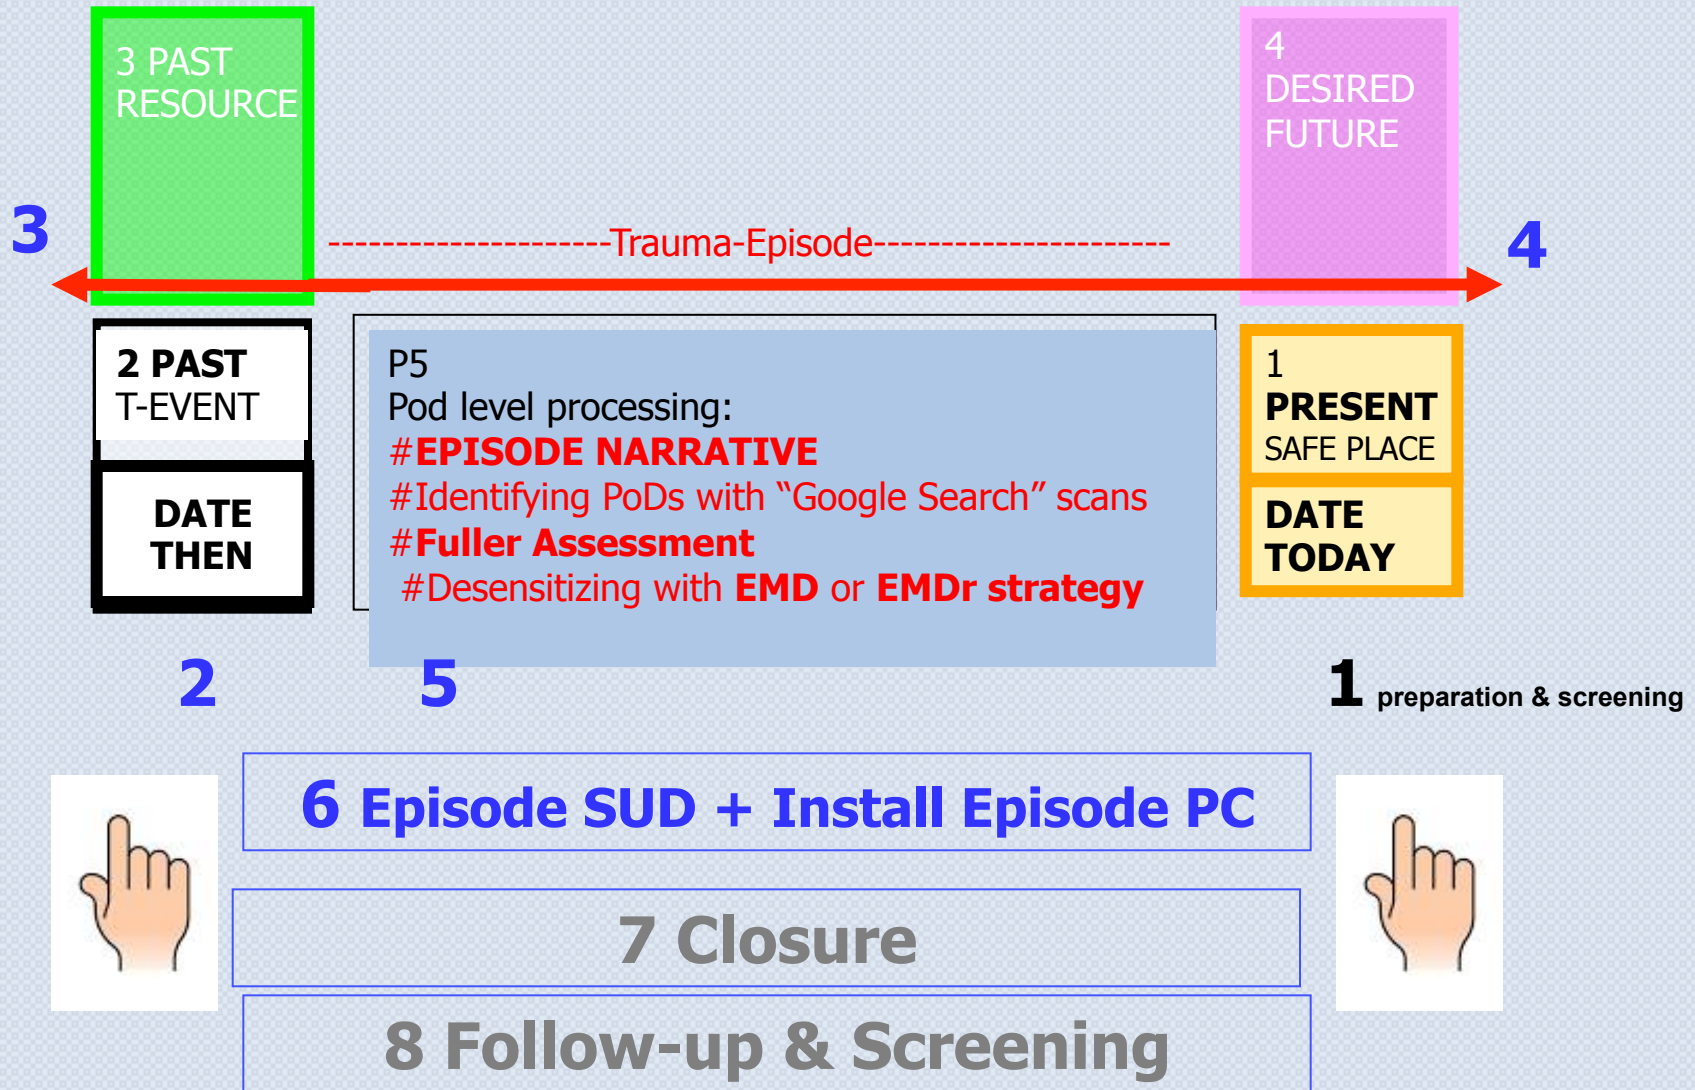 3 PAST
RESOURCE
4
DESIRED
FUTURE
3
---------------------Trauma-Episode----------------------
4
2 PAST
T-EVENT
DATE
THEN
P5
Pod level processing:
#EPISODE NARRATIVE
#Identifying PoDs with “Google Search” scans
#Fuller Assessment
#Desensitizing with EMD or EMDr strategy
1
PRESENT
SAFE PLACE
DATE
TODAY
2
5
1 preparation & screening
6 Episode SUD + Install Episode PC
7 Closure
8 Follow-up & Screening